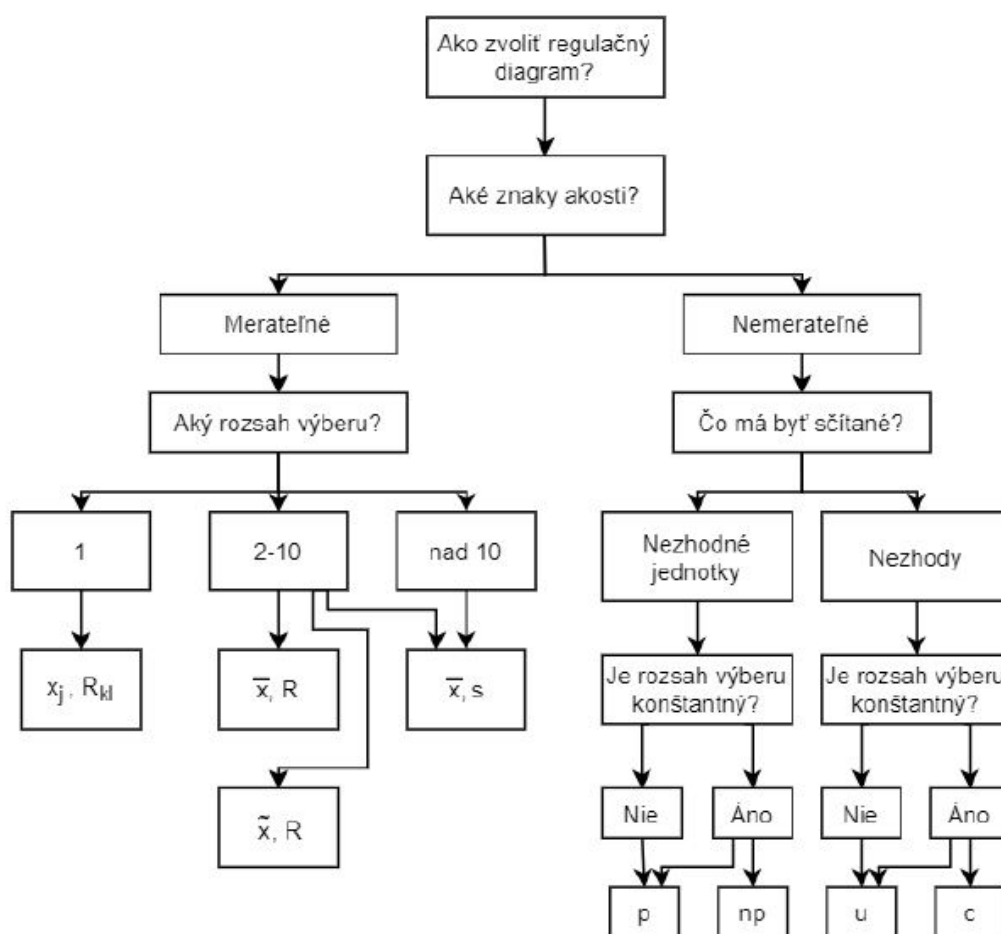 Ako zvoliť regulačný
diagram?
Aké znaky akosti?
Merateľné
Nemerateľné
Aký rozsah výberu?
Čo má byť sčítané?
1
2-10
nad 10
Nezhodné
jednotky
Nezhody
xj , Rkl
x̅, R
x̅, s
Je rozsah výberu
konštantný?
Je rozsah výberu
konštantný?
x̃, R
Nie
Áno
Nie
Áno
p
np
u
c